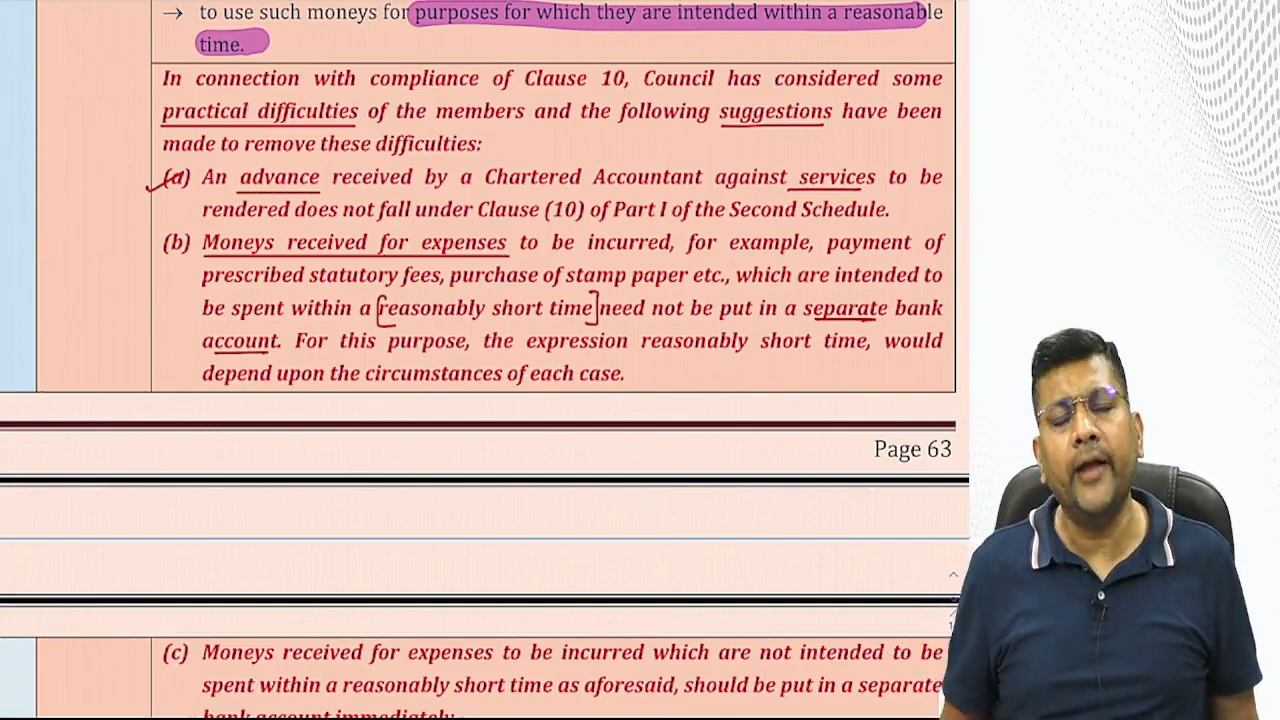 → to use such moneys for purposes for which they are intended within a reasonable
time.
In connection with compliance of Clause 10, Council has considered some
practical difficulties of the members and the following suggestions have been
made to remove these difficulties:
(a) An advance received by a Chartered Accountant against services to be
rendered does not fall under Clause (10) of Part I of the Second Schedule.
(b) Moneys received for expenses to be incurred, for example, payment of
prescribed statutory fees, purchase of stamp paper etc., which are intended to
be spent within a reasonably short time need not be put in a separate bank
account. For this purpose, the expression reasonably short time, would
depend upon the circumstances of each case.
Page 63
(c) Moneys received for expenses to be incurred which are not intended to be
spent within a reasonably short time as aforesaid, should be put in a separate
bank account immediately.